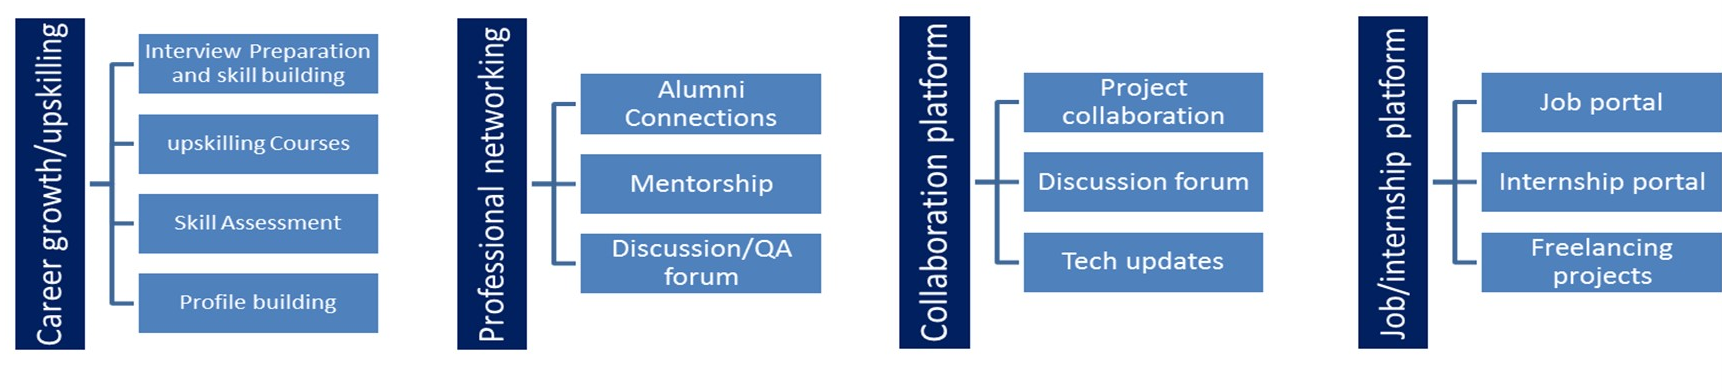 Career growth/upskilling
Interview Preparation
and skill building
upskilling Courses
Skill Assessment
Profile building
Professional networking
Alumni
Connections
Mentorship
Discussion/QA
forum
Collaboration platform
Project
collaboration
Discussion forum
Tech updates
Job/internship platform
Job portal
Internship portal
Freelancing
projects